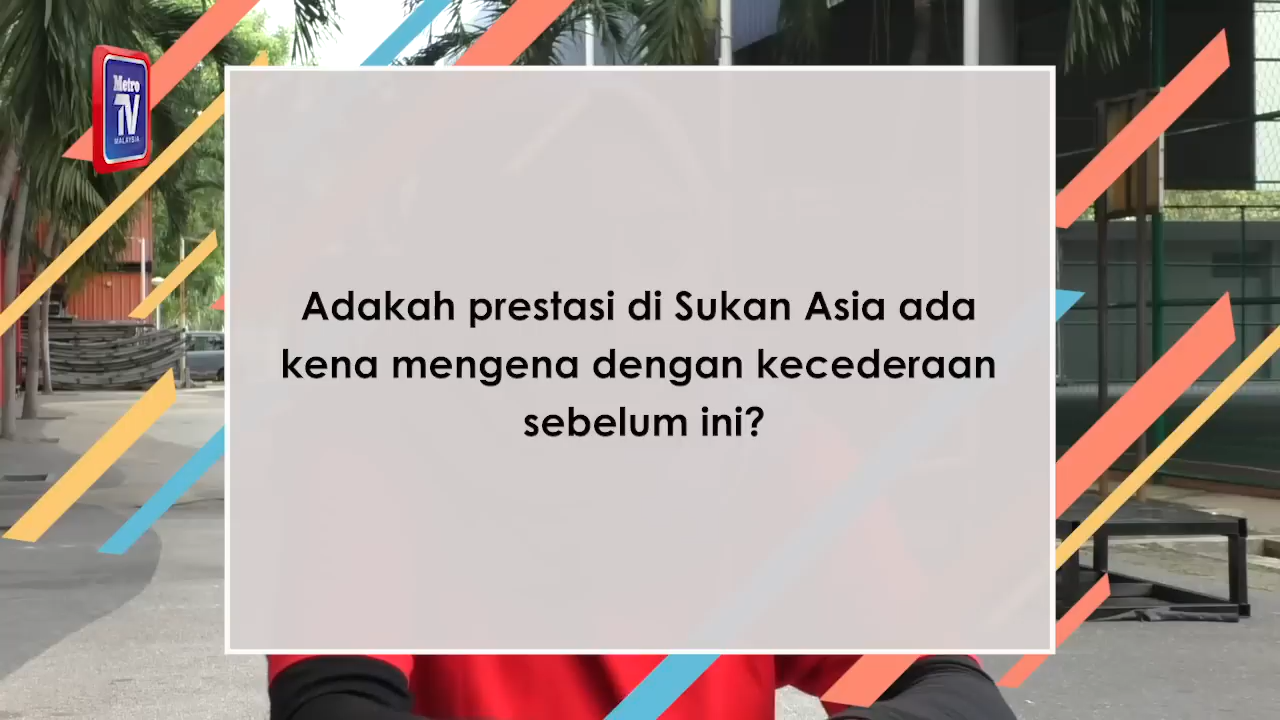 Metro
TV
MALAYSIA
Adakah prestasi di Sukan Asia ada
kena mengena dengan kecederaan
sebelum ini?